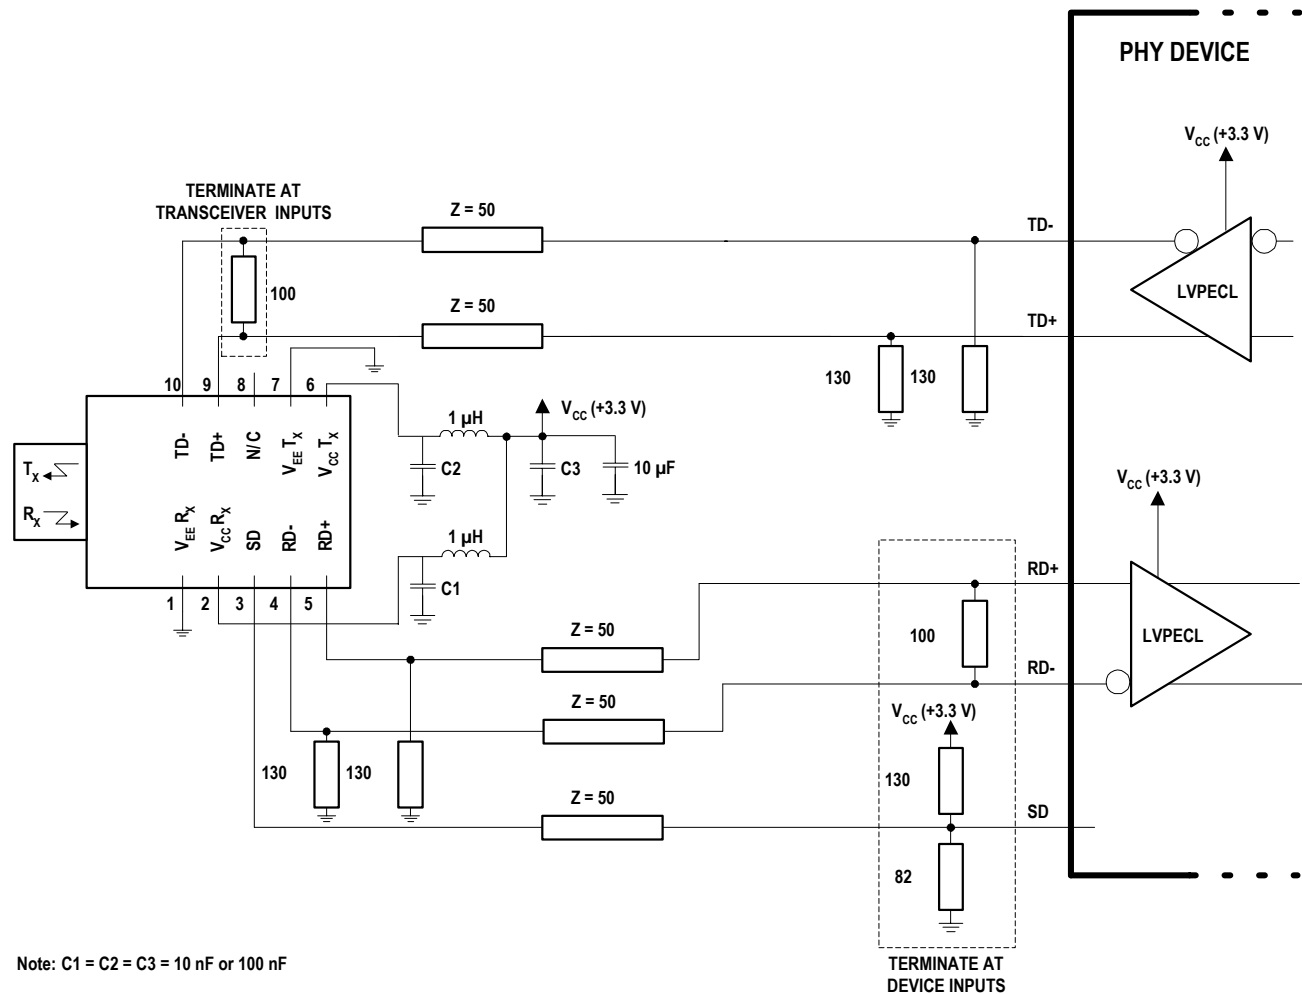 PHY DEVICE
V_CC (+3.3 V)
TERMINATE AT
TRANSCEIVER INPUTS
Z = 50
TD-
LVPECL
100
Z = 50
TD+
130
130
10
9
8
7
6
TD-
TD+
N/C
V_EE T_X
V_CC T_X
1 µH
V_CC (+3.3 V)
C2
C3
10 µF
T_X
R_X
V_EE R_X
V_CC R_X
SD
RD-
RD+
1 µH
C1
1
2
3
4
5
V_CC (+3.3 V)
RD+
LVPECL
100
RD-
Z = 50
Z = 50
V_CC (+3.3 V)
130
130
130
Z = 50
SD
82
Note: C1 = C2 = C3 = 10 nF or 100 nF
TERMINATE AT
DEVICE INPUTS